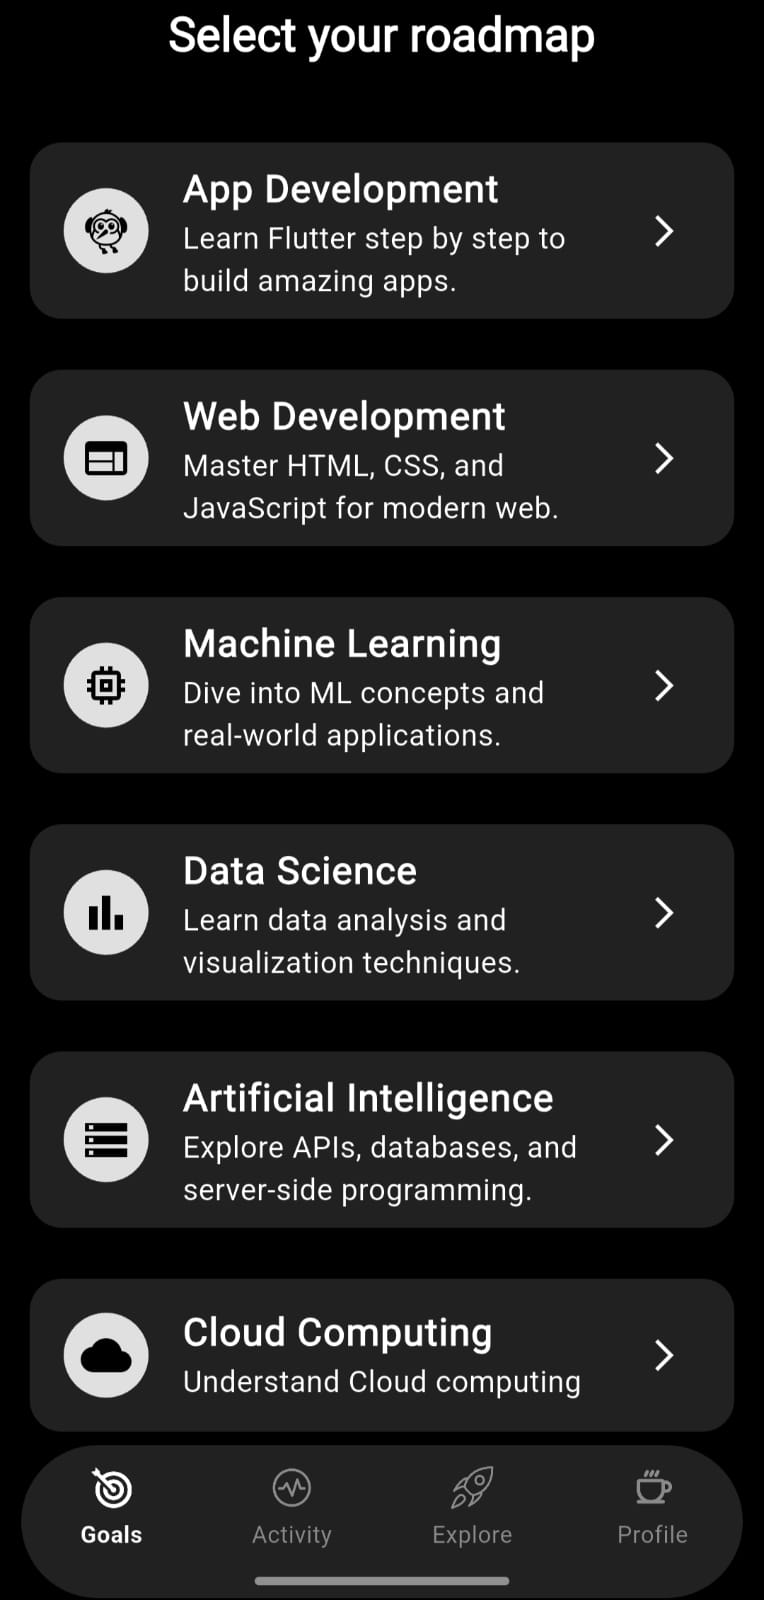 Select your roadmap
App Development
Learn Flutter step by step to
build amazing apps.
Web Development
Master HTML, CSS, and
JavaScript for modern web.
Machine Learning
Dive into ML concepts and
real-world applications.
Data Science
Learn data analysis and
visualization techniques.
Artificial Intelligence
Explore APIs, databases, and
server-side programming.
Cloud Computing
Understand Cloud computing
Goals
Activity
Explore
Profile